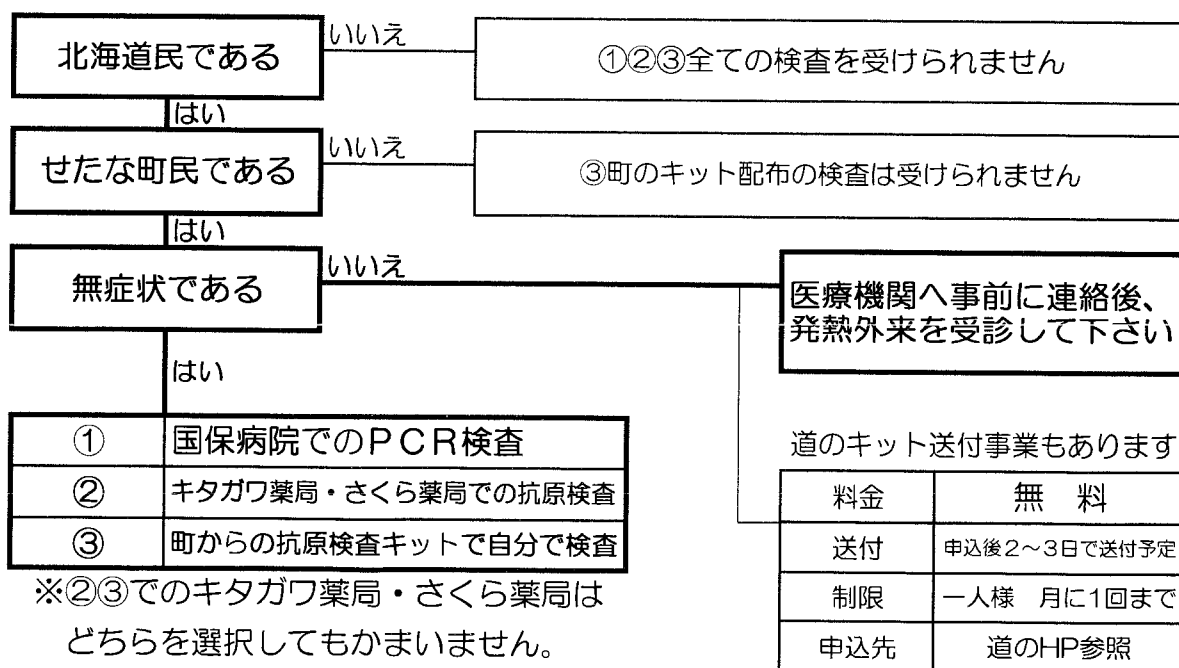 北海道民である
いいえ
①②③全ての検査を受けられません
はい
せたな町民である
いいえ
③町のキット配布の検査は受けられません
はい
無症状である
いいえ
医療機関へ事前に連絡後、
発熱外来を受診して下さい
はい
① 国保病院でのPCR検査
② キタガワ薬局・さくら薬局での抗原検査
③ 町からの抗原検査キットで自分で検査
※②③でのキタガワ薬局・さくら薬局は
どちらを選択してもかまいません。
道のキット送付事業もあります
料金 無 料
送付 申込後2～3日で送付予定
制限 一人様 月に1回まで
申込先 道のHP参照